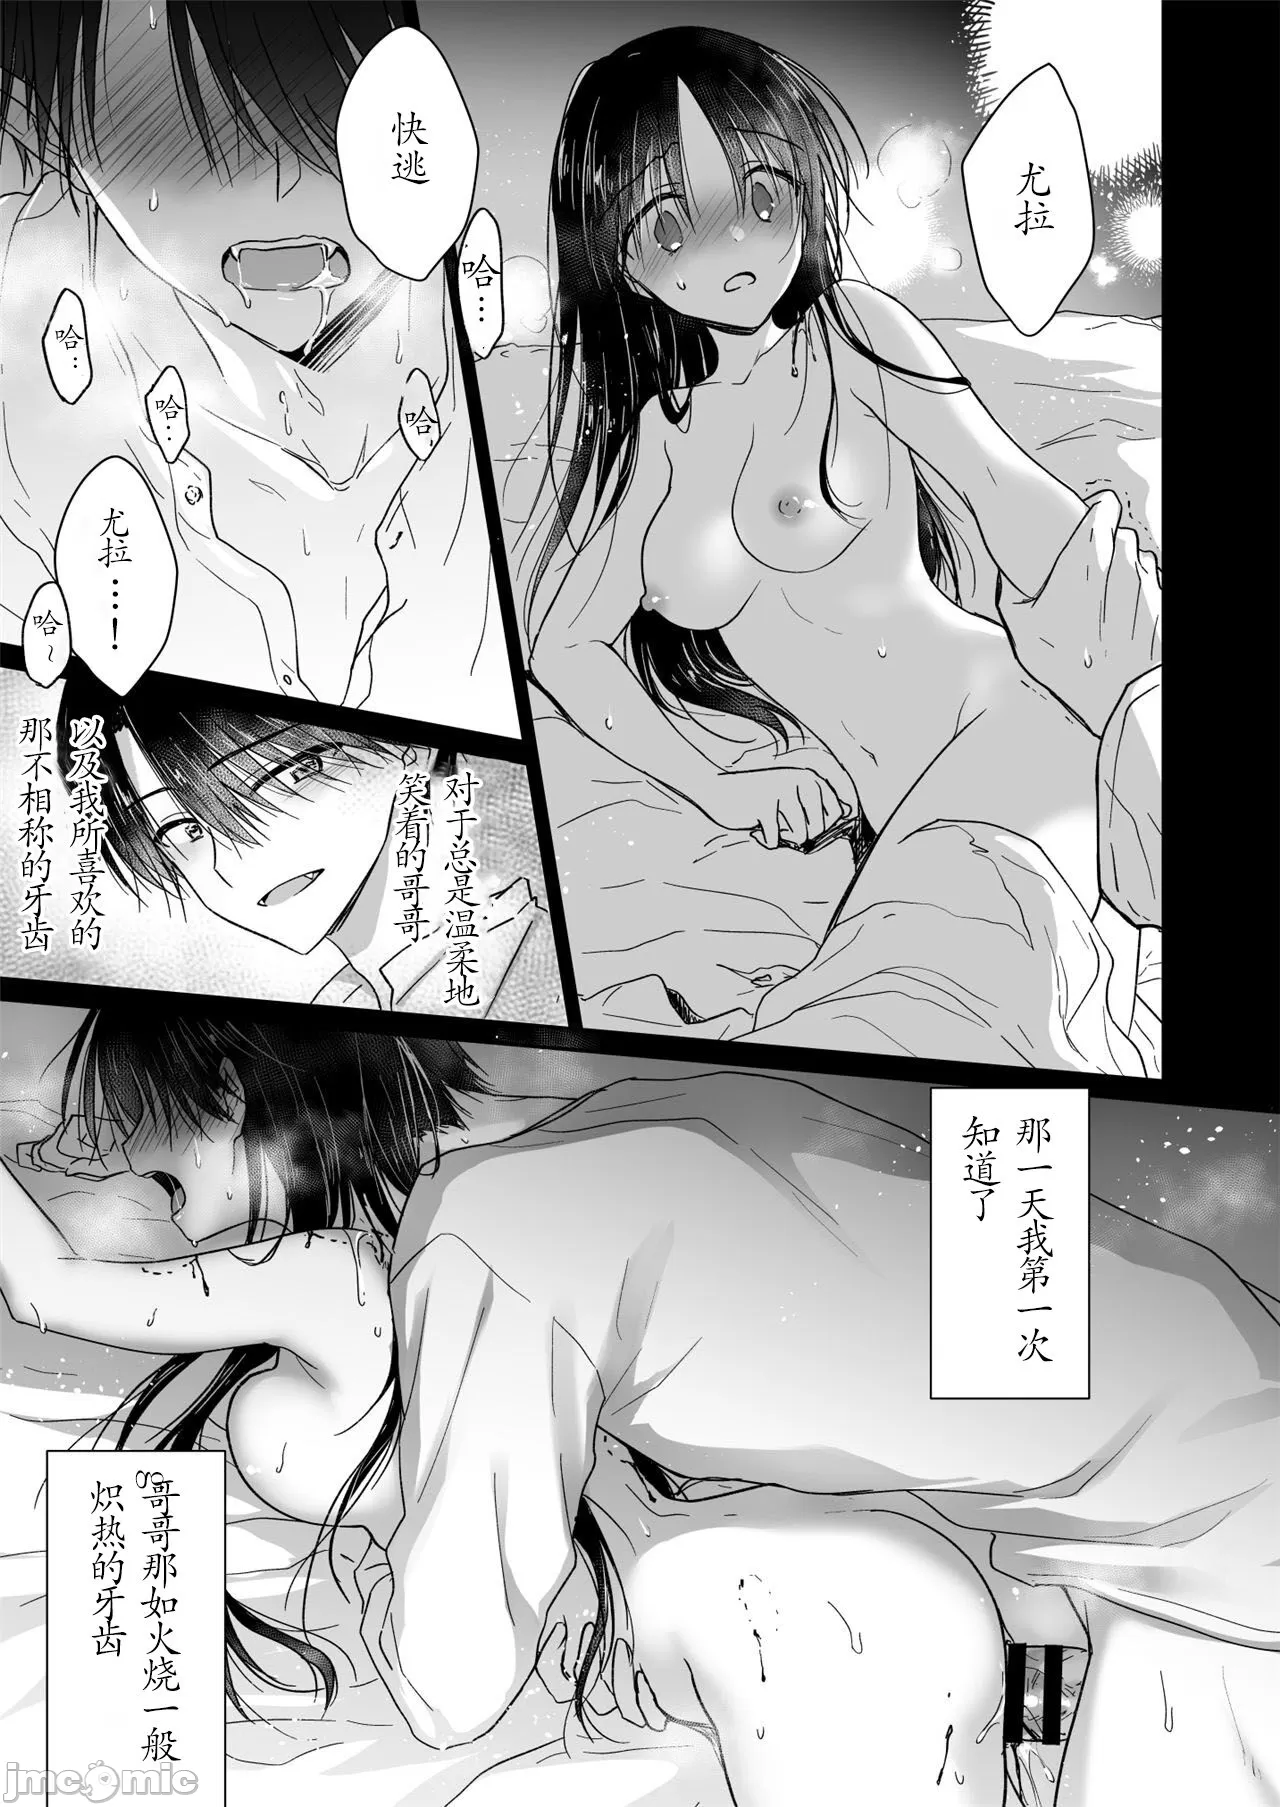 尤拉
快逃
哈…
哈…
哈…
哈
尤拉…！
哈～
对于总是温柔地
笑着的哥哥
以及我所喜欢的
那不相称的牙齿
那一天我第一次
知道了
g哥哥那如火烧一般
炽热的牙齿
jmcomic